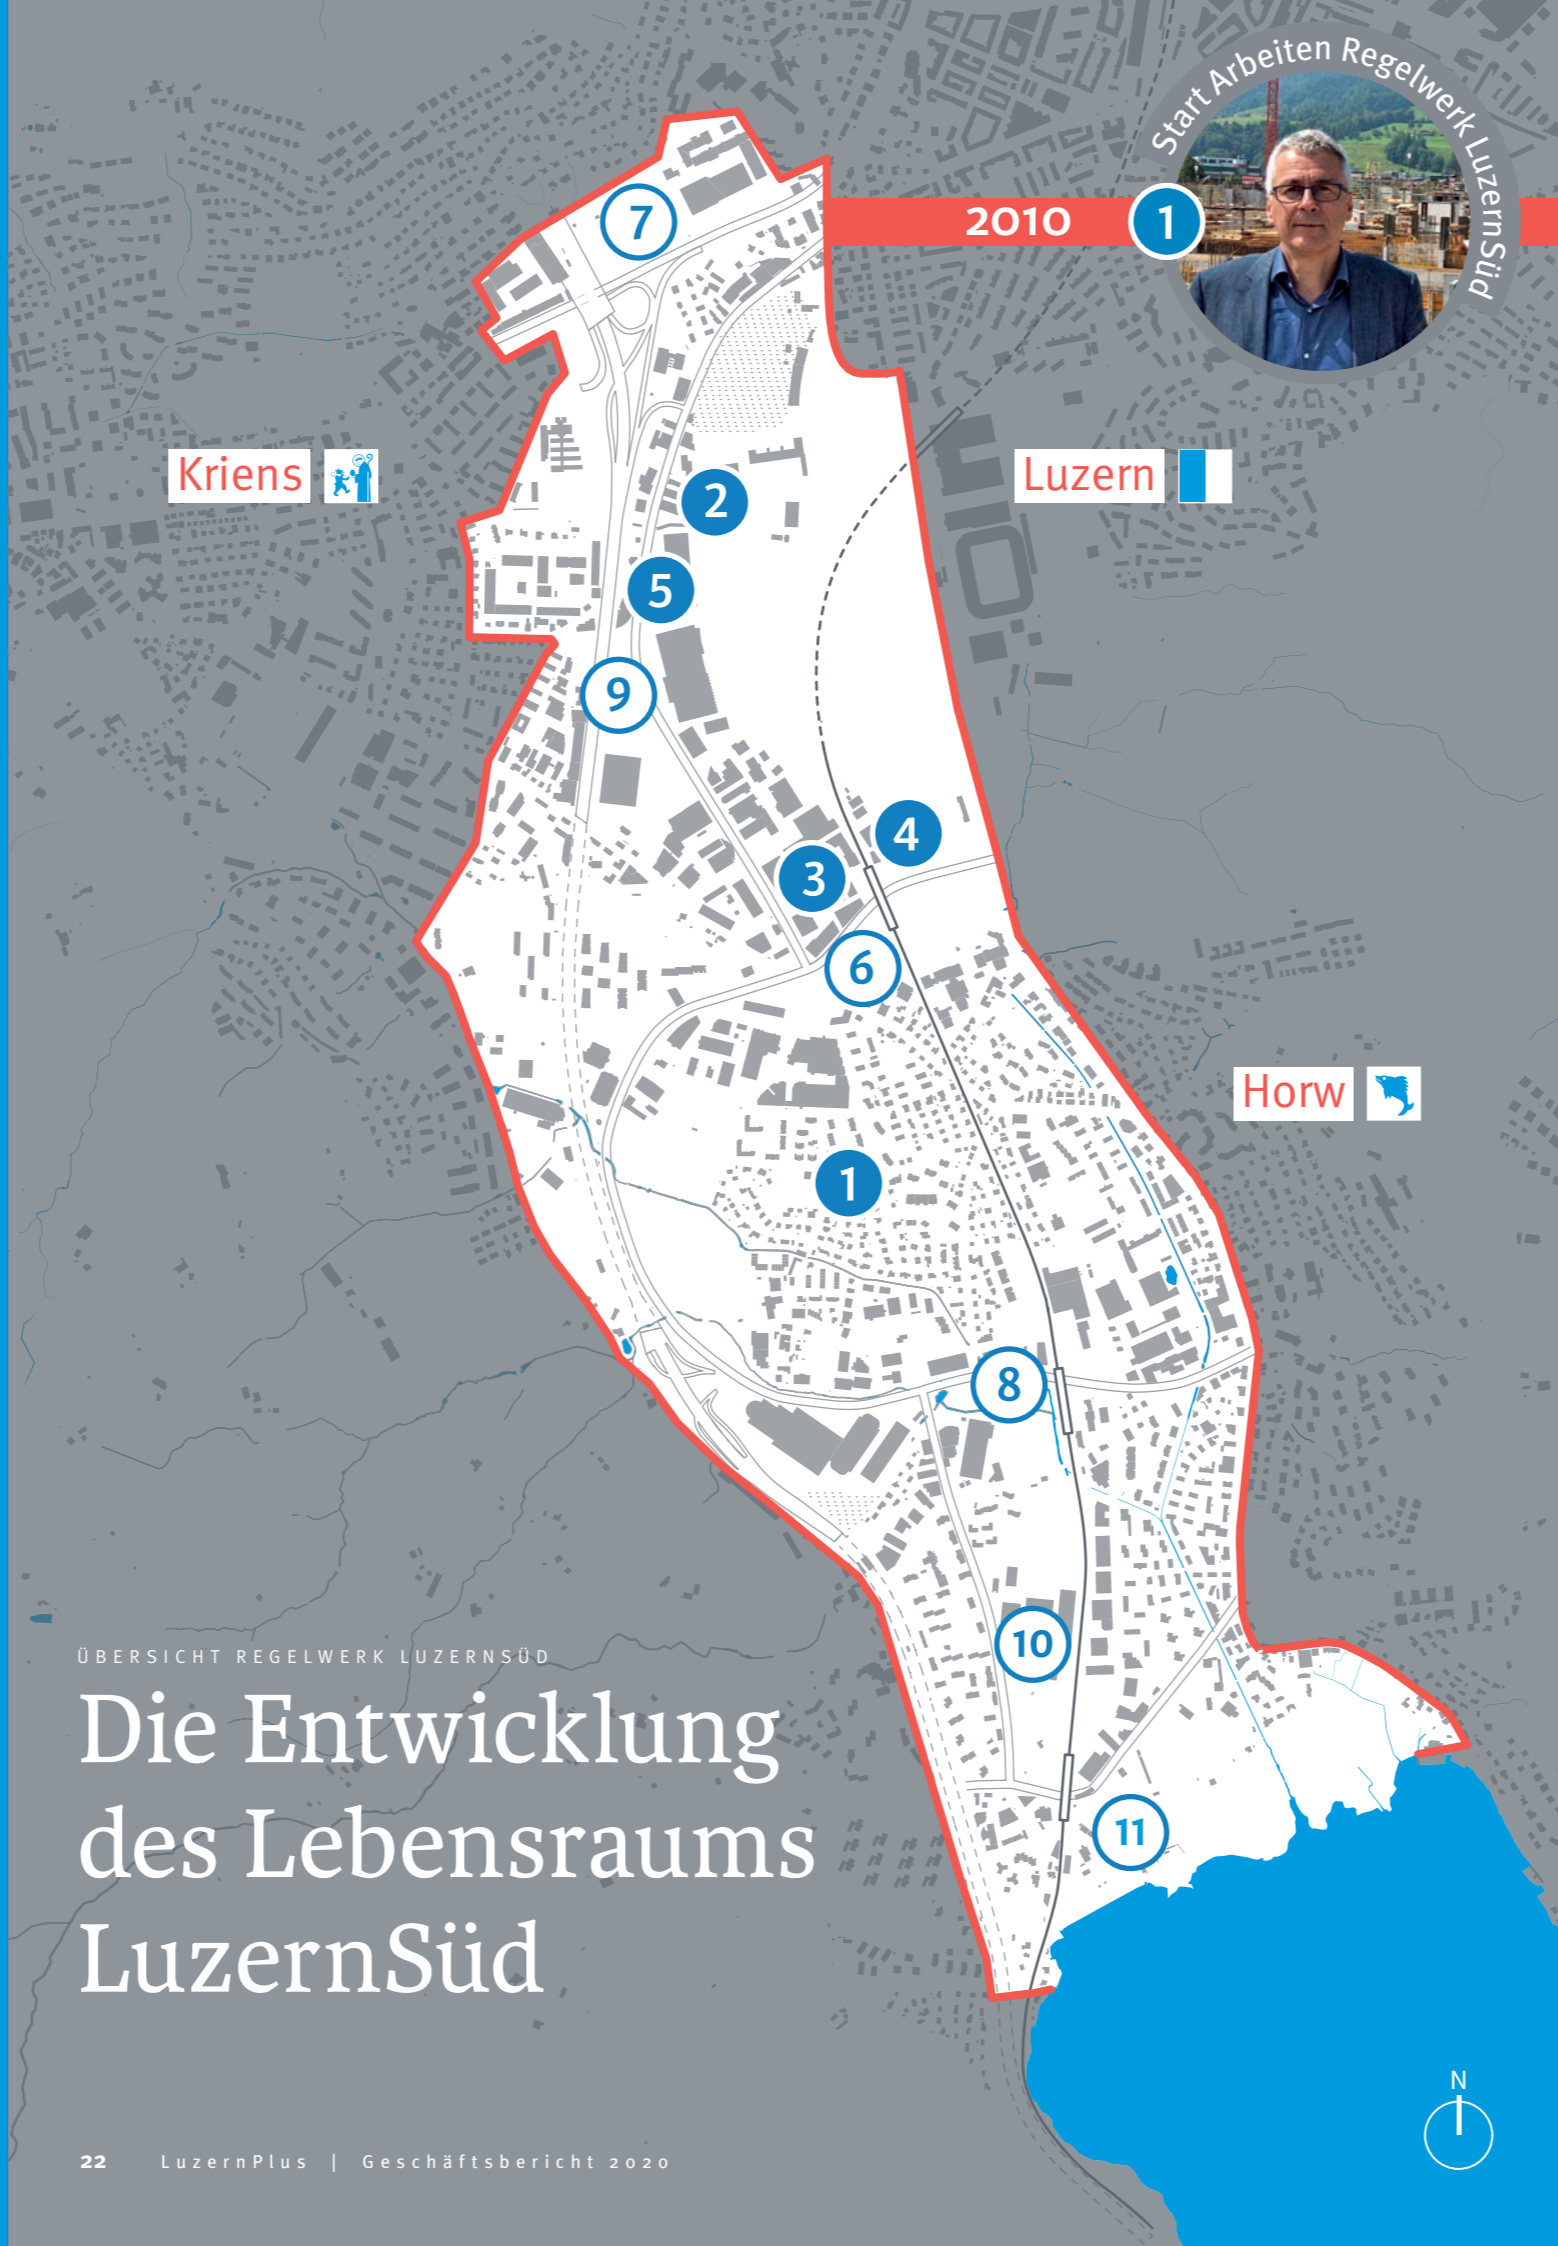 Start Arbeiten Regelwerk LuzernSüd
2010
1
7
Kriens
Luzern
2
5
9
4
3
6
Horw
1
8
10
11
ÜBERSICHT REGELWERK LUZERNSÜD
Die Entwicklung
des Lebensraums
LuzernSüd
N
22 LuzernPlus | Geschäftsbericht 2020